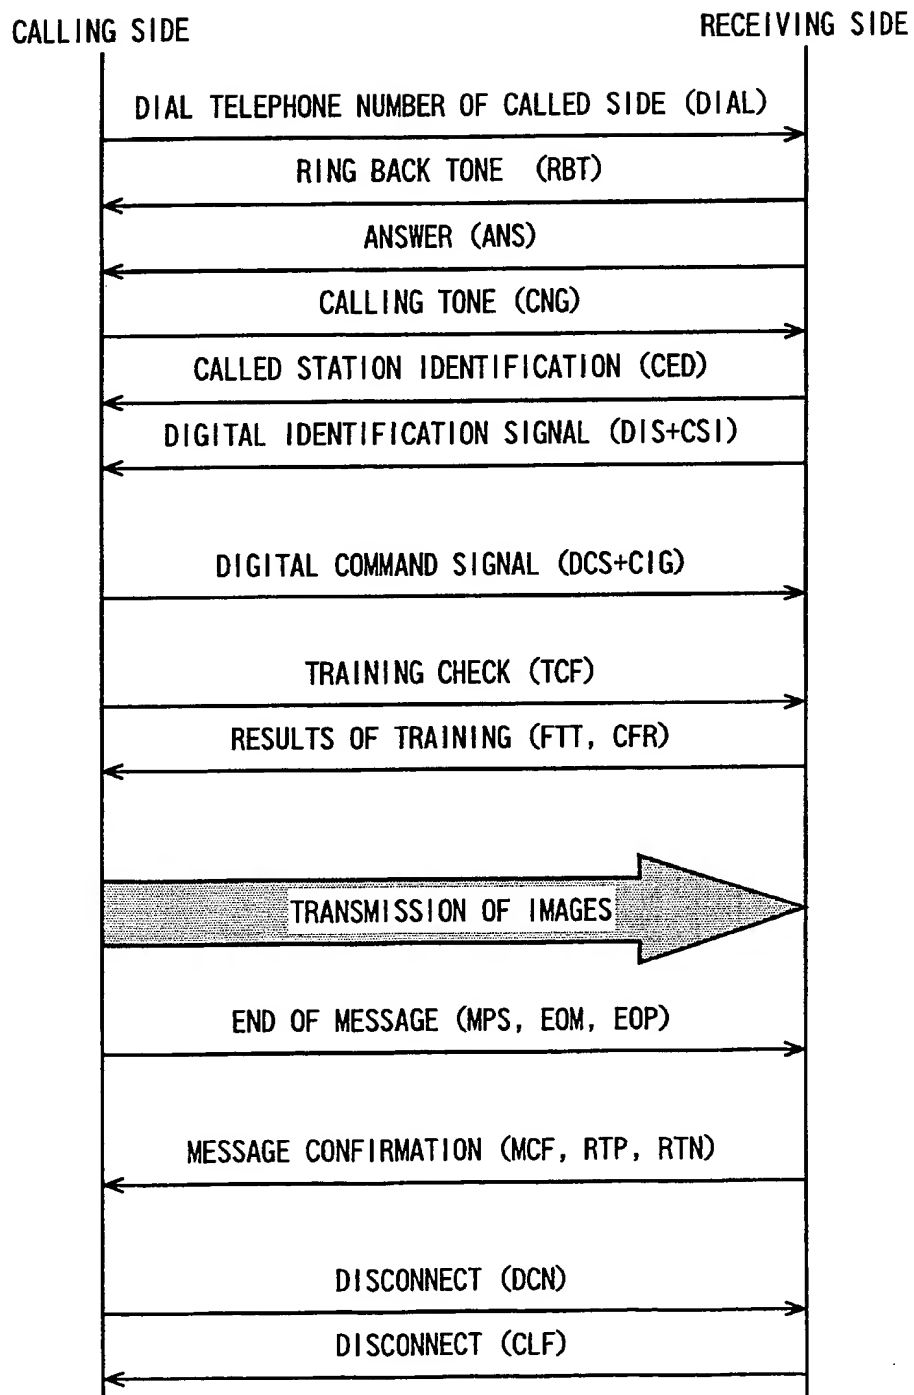 CALLING SIDE
RECEIVING SIDE
DIAL TELEPHONE NUMBER OF CALLED SIDE (DIAL)
RING BACK TONE (RBT)
ANSWER (ANS)
CALLING TONE (CNG)
CALLED STATION IDENTIFICATION (CED)
DIGITAL IDENTIFICATION SIGNAL (DIS+CSI)
DIGITAL COMMAND SIGNAL (DCS+CIG)
TRAINING CHECK (TCF)
RESULTS OF TRAINING (FTT, CFR)
TRANSMISSION OF IMAGES
END OF MESSAGE (MPS, EOM, EOP)
MESSAGE CONFIRMATION (MCF, RTP, RTN)
DISCONNECT (DCN)
DISCONNECT (CLF)